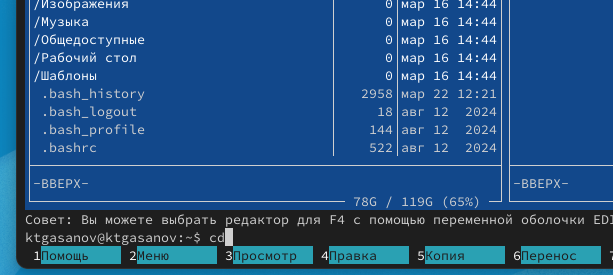 /Изображения 0 мар 16 14:44
/Музыка 0 мар 16 14:44
/Общедоступные 0 мар 16 14:44
/Рабочий стол 0 мар 16 14:44
/Шаблоны 0 мар 16 14:44
.bash_history 2958 мар 22 12:21
.bash_logout 18 авг 12 2024
.bash_profile 144 авг 12 2024
.bashrc 522 авг 12 2024
-ВВЕРХ- -ВВЕРХ-
78G / 119G (65%)
Совет: Вы можете выбрать редактор для F4 с помощью переменной оболочки EDI
ktgasanov@ktgasanov:~$ cd
1Помощь 2Меню 3Просмотр 4Правка 5Копия 6Перенос 7